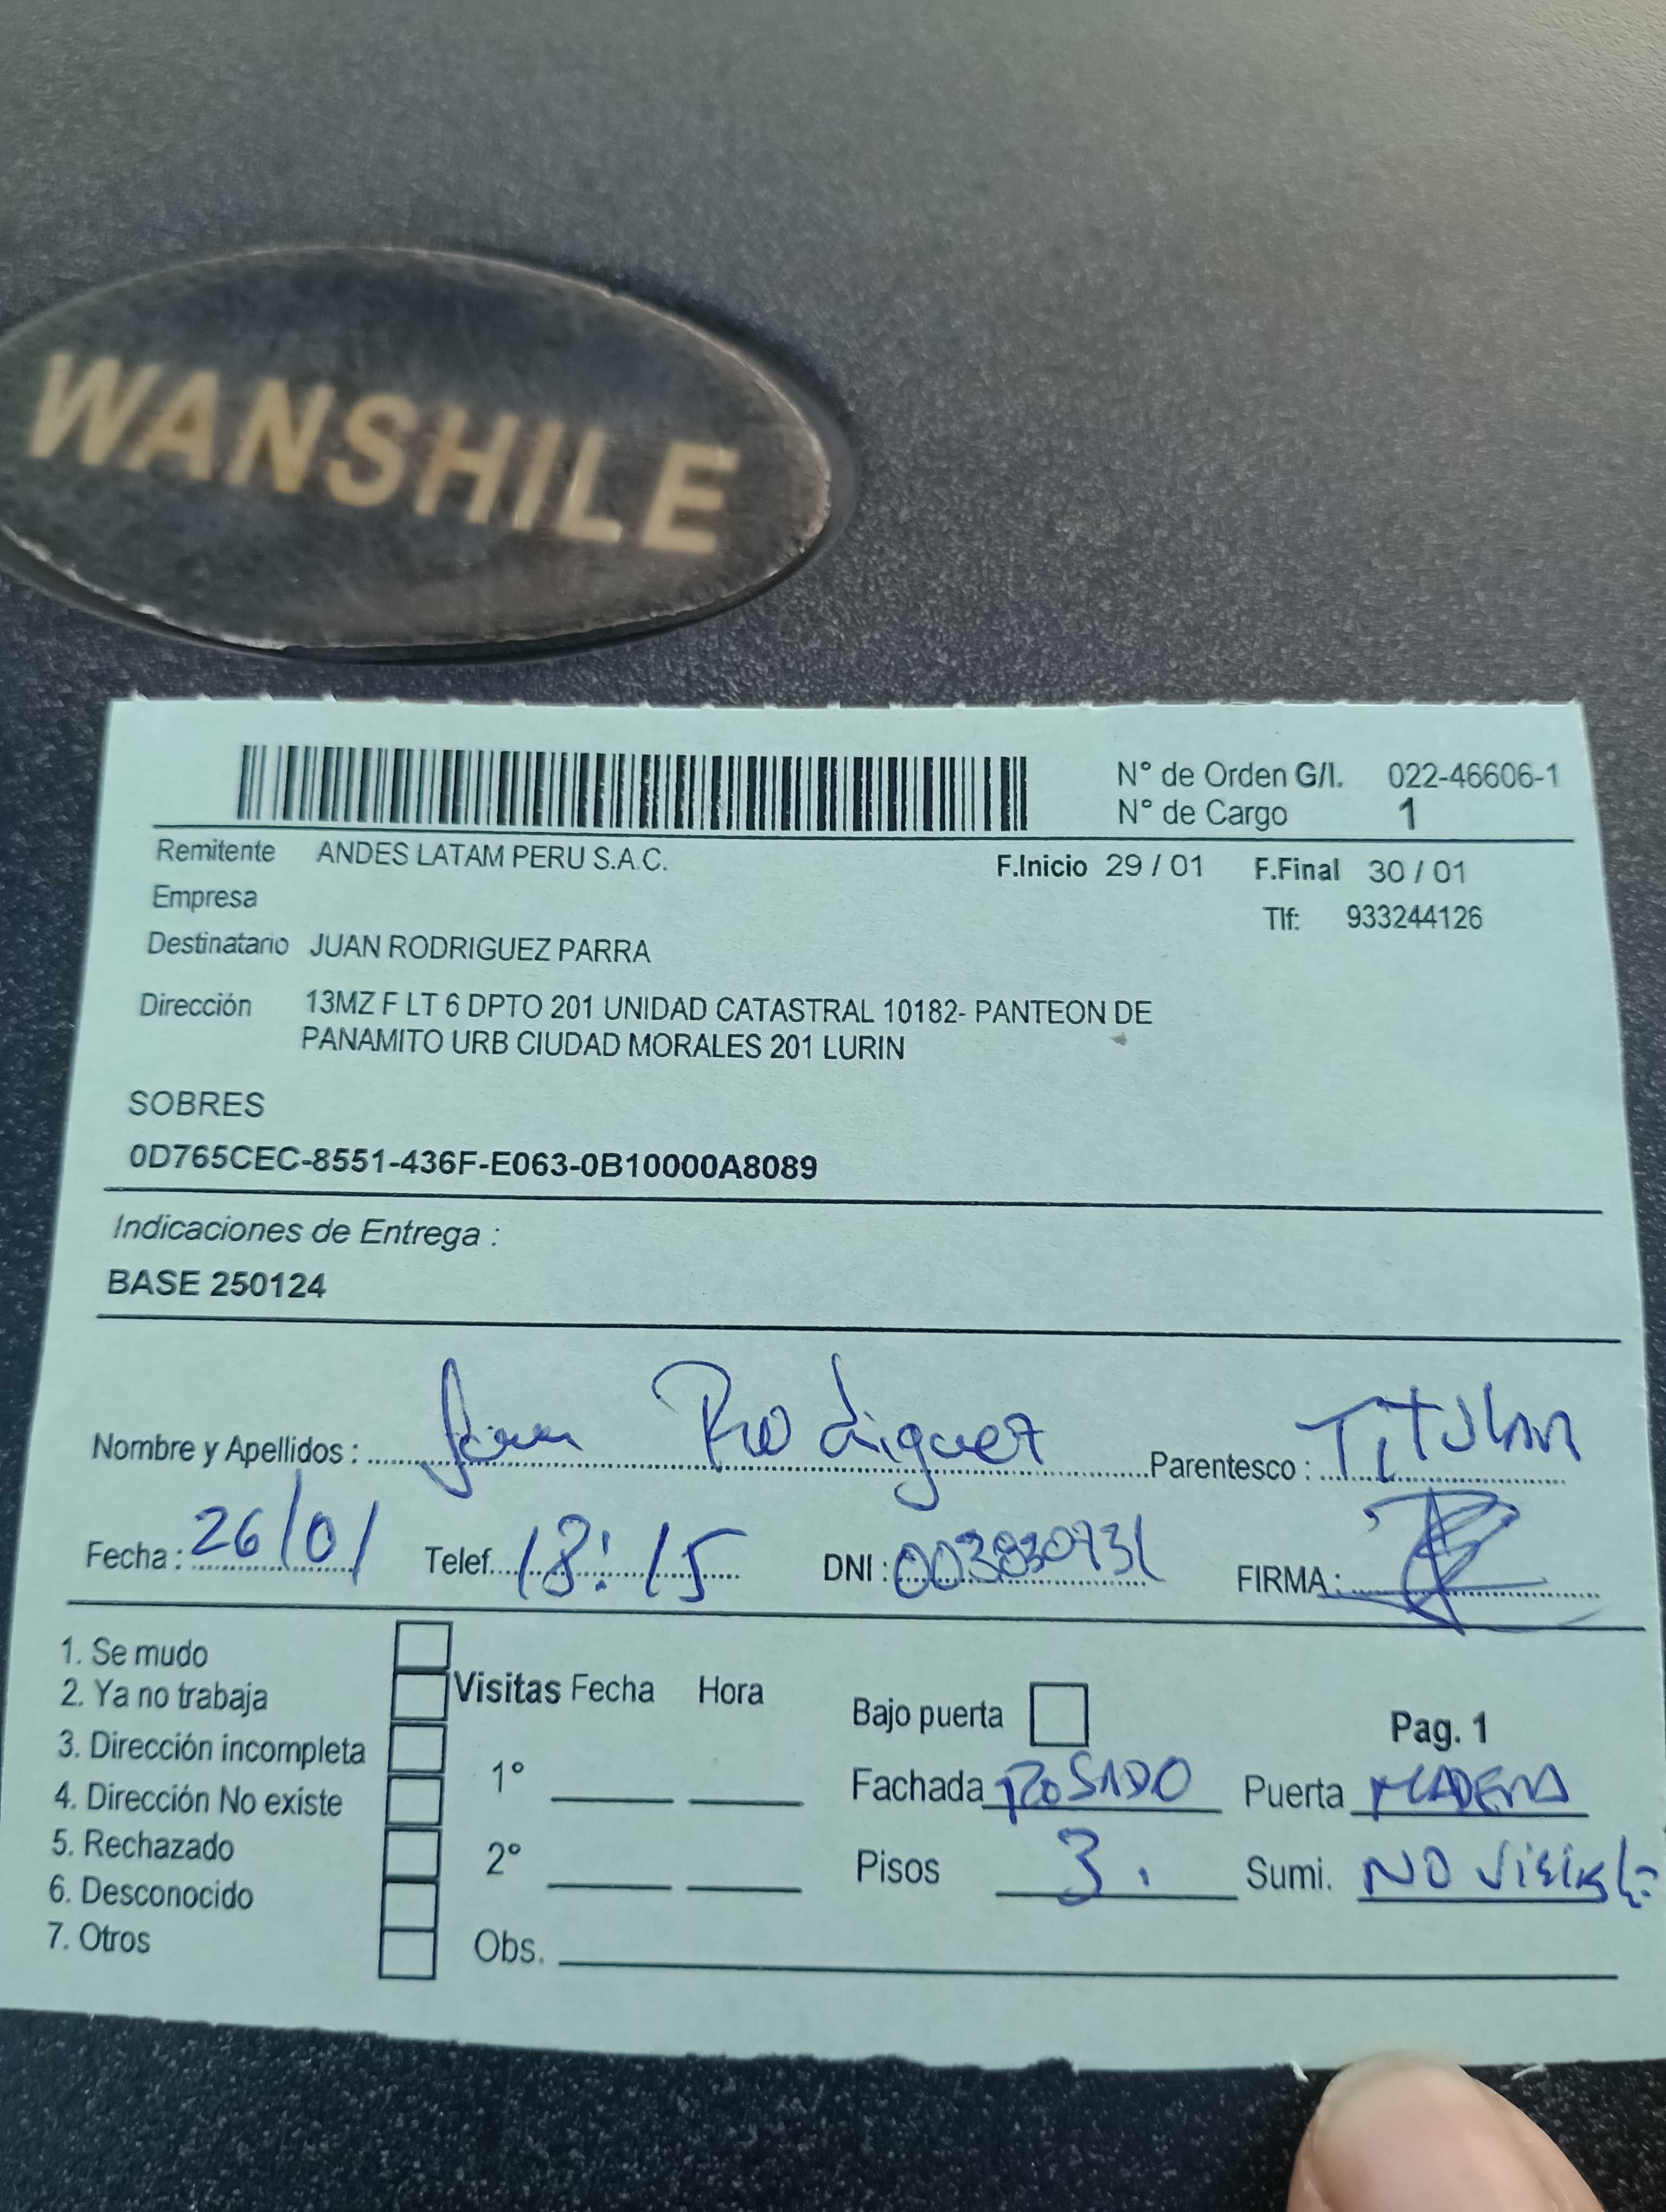 WANSHILE
N° de Orden G/I. 022-46606-1
N° de Cargo 1
Remitente ANDES LATAM PERU S.A.C. F.Inicio 29 / 01 F.Final 30 / 01
Empresa Tlf: 933244126
Destinatario JUAN RODRIGUEZ PARRA
Dirección 13MZ F LT 6 DPTO 201 UNIDAD CATASTRAL 10182- PANTEON DE
PANAMITO URB CIUDAD MORALES 201 LURIN
SOBRES
0D765CEC-8551-436F-E063-0B10000A8089
Indicaciones de Entrega :
BASE 250124
Nombre y Apellidos : Juan Rodriguez Parentesco : TITULAR
Fecha : 26/01 Telef. 18:15 DNI : FIRMA :
1. Se mudo
2. Ya no trabaja Visitas Fecha Hora Bajo puerta Pag. 1
3. Dirección incompleta 1° Fachada ROSADO Puerta MADERA
4. Dirección No existe
5. Rechazado 2° Pisos 3. Sumi. NO VISIBLE
6. Desconocido
7. Otros Obs.